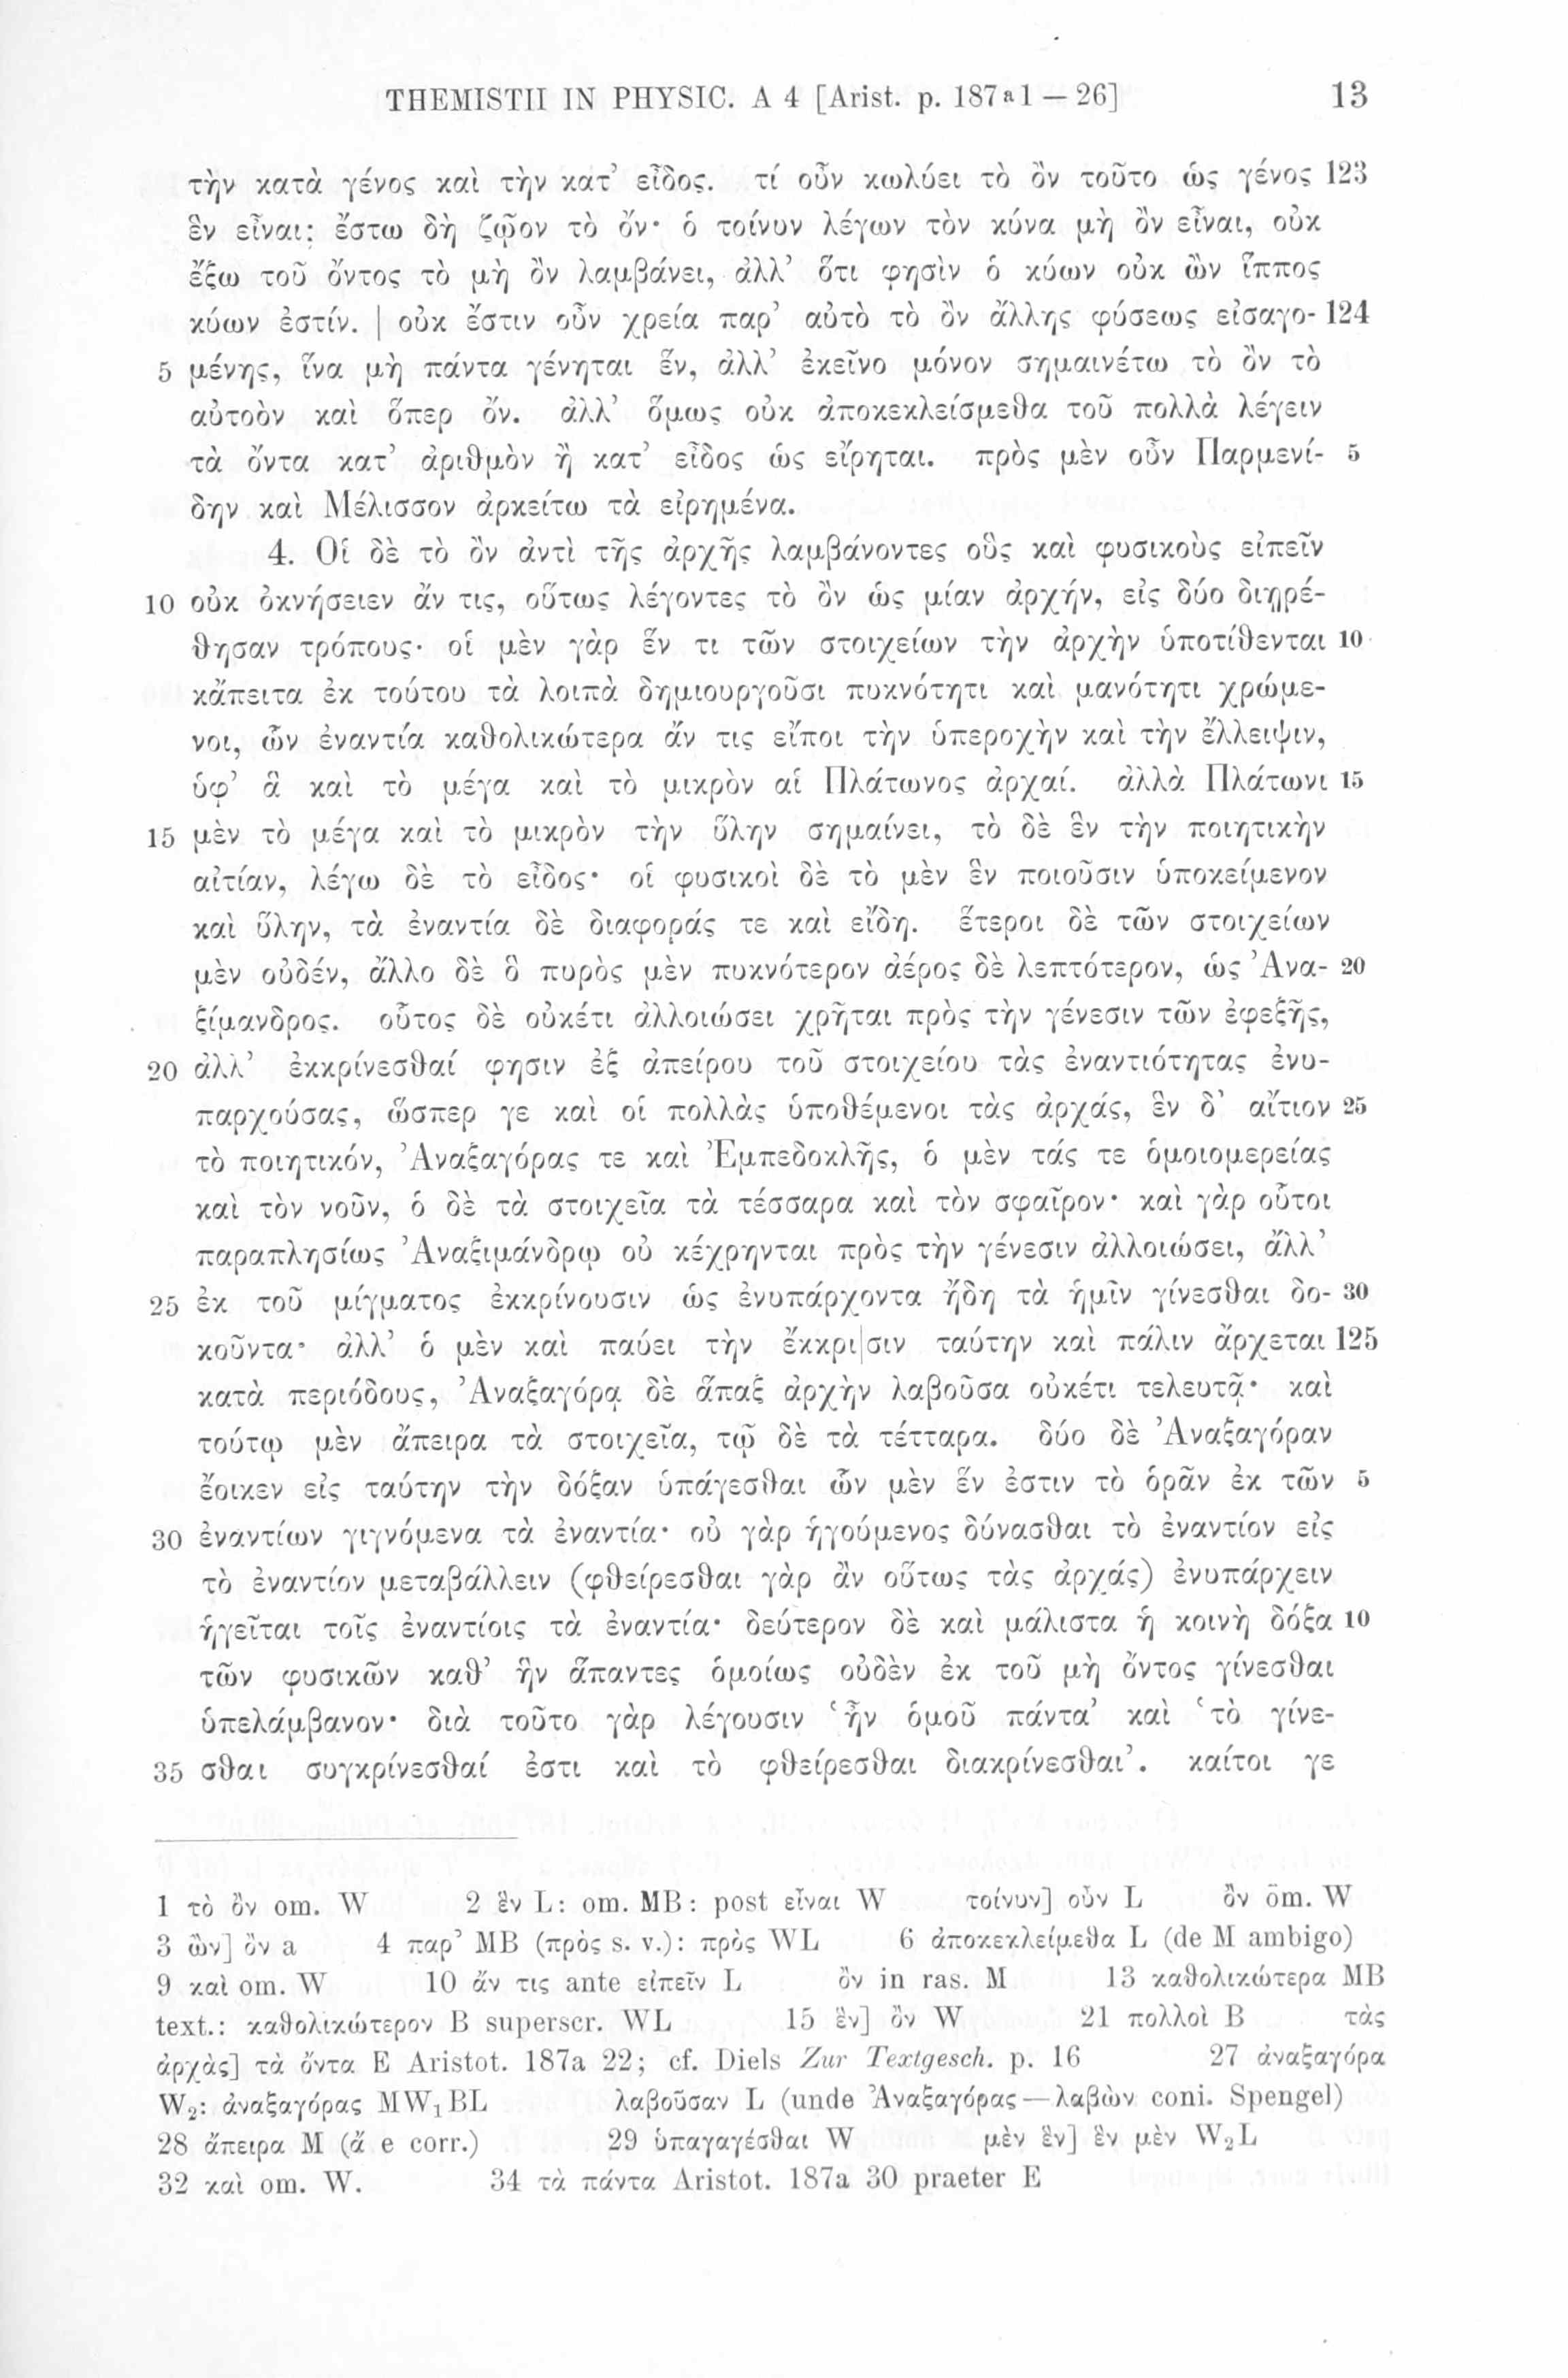 THEMISTII IN PHYSIC. A 4 [Arist. p. 187ª1 — 26] 13
τὴν κατὰ γένος καὶ τὴν κατ’ εἶδος. τί οὖν κωλύει τὸ ὂν τοῦτο ὡς γένος 123
ἓν εἶναι; ἔστω δὴ ζῷον τὸ ὄν· ὁ τοίνυν λέγων τὸν κύνα μὴ ὂν εἶναι, οὐκ
ἔξω τοῦ ὄντος τὸ μὴ ὂν λαμβάνει, ἀλλ’ ὅτι φησὶν ὁ κύων οὐκ ὢν ἵππος
κύων ἐστίν. | οὐκ ἔστιν οὖν χρεία παρ’ αὐτὸ τὸ ὂν ἄλλης φύσεως εἰσαγο- 124
5 μένης, ἵνα μὴ πάντα γένηται ἕν, ἀλλ’ ἐκεῖνο μόνον σημαινέτω τὸ ὂν τὸ
αὐτοὸν καὶ ὅπερ ὄν. ἀλλ’ ὅμως οὐκ ἀποκεκλείσμεθα τοῦ πολλὰ λέγειν
τὰ ὄντα κατ’ ἀριθμὸν ἢ κατ’ εἶδος ὡς εἴρηται. πρὸς μὲν οὖν Παρμενί- 5
δην καὶ Μέλισσον ἀρκείτω τὰ εἰρημένα.
4. Οἱ δὲ τὸ ὂν ἀντὶ τῆς ἀρχῆς λαμβάνοντες οὓς καὶ φυσικοὺς εἰπεῖν
10 οὐκ ὀκνήσειεν ἄν τις, οὕτως λέγοντες τὸ ὂν ὡς μίαν ἀρχήν, εἰς δύο διῃρέ-
θησαν τρόπους· οἱ μὲν γὰρ ἕν τι τῶν στοιχείων τὴν ἀρχὴν ὑποτίθενται 10
κἄπειτα ἐκ τούτου τὰ λοιπὰ δημιουργοῦσι πυκνότητι καὶ μανότητι χρώμε-
νοι, ὧν ἐναντία καθολικώτερα ἄν τις εἴποι τὴν ὑπεροχὴν καὶ τὴν ἔλλειψιν,
ὑφ’ ἃ καὶ τὸ μέγα καὶ τὸ μικρὸν αἱ Πλάτωνος ἀρχαί. ἀλλὰ Πλάτωνι 15
15 μὲν τὸ μέγα καὶ τὸ μικρὸν τὴν ὕλην σημαίνει, τὸ δὲ ἓν τὴν ποιητικὴν
αἰτίαν, λέγω δὲ τὸ εἶδος· οἱ φυσικοὶ δὲ τὸ μὲν ἓν ποιοῦσιν ὑποκείμενον
καὶ ὕλην, τὰ ἐναντία δὲ διαφοράς τε καὶ εἴδη. ἕτεροι δὲ τῶν στοιχείων
μὲν οὐδέν, ἄλλο δὲ ὃ πυρὸς μὲν πυκνότερον ἀέρος δὲ λεπτότερον, ὡς Ἀνα- 20
ξίμανδρος. οὗτος δὲ οὐκέτι ἀλλοιώσει χρῆται πρὸς τὴν γένεσιν τῶν ἐφεξῆς,
20 ἀλλ’ ἐκκρίνεσθαί φησιν ἐξ ἀπείρου τοῦ στοιχείου τὰς ἐναντιότητας ἐνυ-
παρχούσας, ὥσπερ γε καὶ οἱ πολλὰς ὑποθέμενοι τὰς ἀρχάς, ἓν δ’ αἴτιον 25
τὸ ποιητικόν, Ἀναξαγόρας τε καὶ Ἐμπεδοκλῆς, ὁ μὲν τάς τε ὁμοιομερείας
καὶ τὸν νοῦν, ὁ δὲ τὰ στοιχεῖα τὰ τέσσαρα καὶ τὸν σφαῖρον· καὶ γὰρ οὗτοι
παραπλησίως Ἀναξιμάνδρῳ οὐ κέχρηνται πρὸς τὴν γένεσιν ἀλλοιώσει, ἄλλ’
25 ἐκ τοῦ μίγματος ἐκκρίνουσιν ὡς ἐνυπάρχοντα ἤδη τὰ ἡμῖν γίνεσθαι δο- 30
κοῦντα· ἀλλ’ ὁ μὲν καὶ παύει τὴν ἔκκρι|σιν ταύτην καὶ πάλιν ἄρχεται 125
κατὰ περιόδους, Ἀναξαγόρᾳ δὲ ἅπαξ ἀρχὴν λαβοῦσα οὐκέτι τελευτᾷ· καὶ
τούτῳ μὲν ἄπειρα τὰ στοιχεῖα, τῷ δὲ τὰ τέτταρα. δύο δὲ Ἀναξαγόραν
ἔοικεν εἰς ταύτην τὴν δόξαν ὑπάγεσθαι ὧν μὲν ἕν ἐστιν τὸ ὁρᾶν ἐκ τῶν 5
30 ἐναντίων γιγνόμενα τὰ ἐναντία· οὐ γὰρ ἡγούμενος δύνασθαι τὸ ἐναντίον εἰς
τὸ ἐναντίον μεταβάλλειν (φθείρεσθαι γὰρ ἂν οὕτως τὰς ἀρχάς) ἐνυπάρχειν
ἡγεῖται τοῖς ἐναντίοις τὰ ἐναντία· δεύτερον δὲ καὶ μάλιστα ἡ κοινὴ δόξα 10
τῶν φυσικῶν καθ’ ἣν ἅπαντες ὁμοίως οὐδὲν ἐκ τοῦ μὴ ὄντος γίνεσθαι
ὑπελάμβανον· διὰ τοῦτο γὰρ λέγουσιν ‘ἦν ὁμοῦ πάντα’ καὶ ‘τὸ γίνε-
35 σθαι συγκρίνεσθαί ἐστι καὶ τὸ φθείρεσθαι διακρίνεσθαι’. καίτοι γε
1 τὸ ὂν om. W 2 ἓν L: om. MB: post εἶναι W τοίνυν] οὖν L ὂν om. W
3 ὢν] ὂν a 4 παρ’ MB (πρὸς s. v.): πρὸς WL 6 ἀποκεκλείμεθα L (de M ambigo)
9 καὶ om. W 10 ἄν τις ante εἰπεῖν L ὂν in ras. M 13 καθολικώτερα MB
text.: καθολικώτερον B superscr. WL 15 ἓν] ὂν W 21 πολλοὶ B τὰς
ἀρχὰς] τὰ ὄντα E Aristot. 187a 22; cf. Diels Zur Textgesch. p. 16 27 ἀναξαγόρα
W₂: ἀναξαγόρας MW₁BL λαβοῦσαν L (unde Ἀναξαγόρας — λαβὼν coni. Spengel)
28 ἄπειρα M (ἄ e corr.) 29 ὑπαγαγέσθαι W μὲν ἓν] ἓν μὲν W₂L
32 καὶ om. W. 34 τὰ πάντα Aristot. 187a 30 praeter E